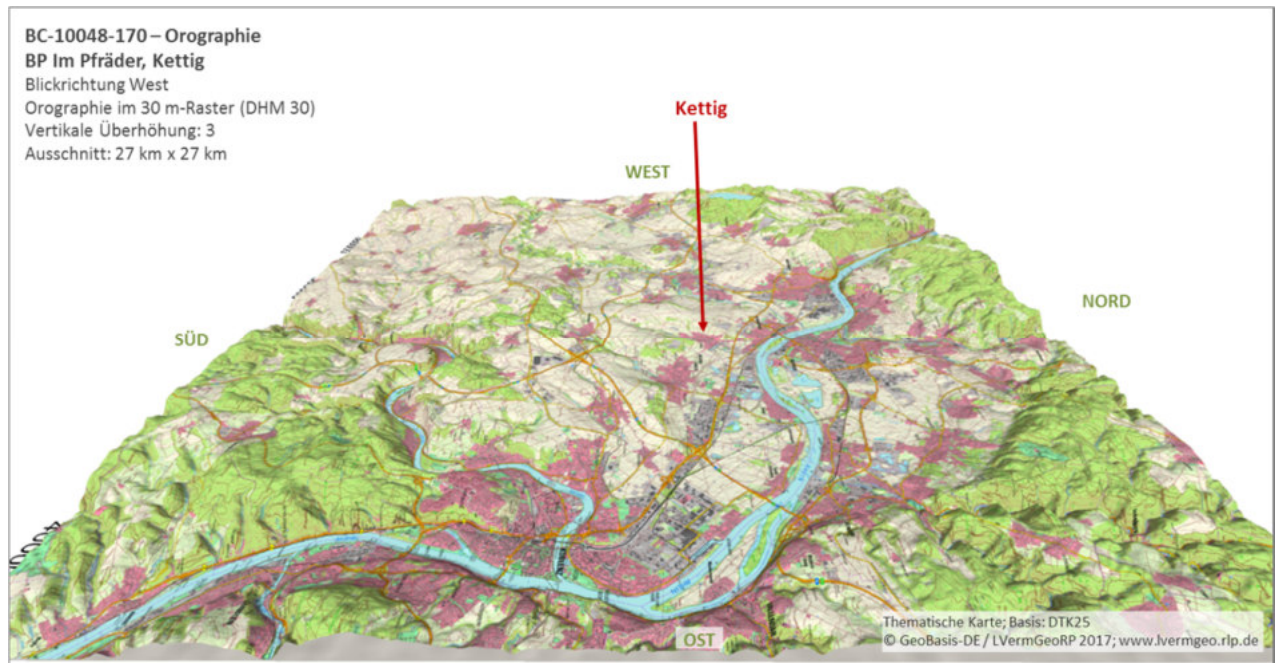 BC-10048-170 – Orographie
BP Im Pfräder, Kettig
Blickrichtung West
Orographie im 30 m-Raster (DHM 30)
Vertikale Überhöhung: 3
Ausschnitt: 27 km x 27 km
Kettig
WEST
NORD
SÜD
OST
Thematische Karte; Basis: DTK25
© GeoBasis-DE / LVermGeoRP 2017; www.lvermgeo.rlp.de